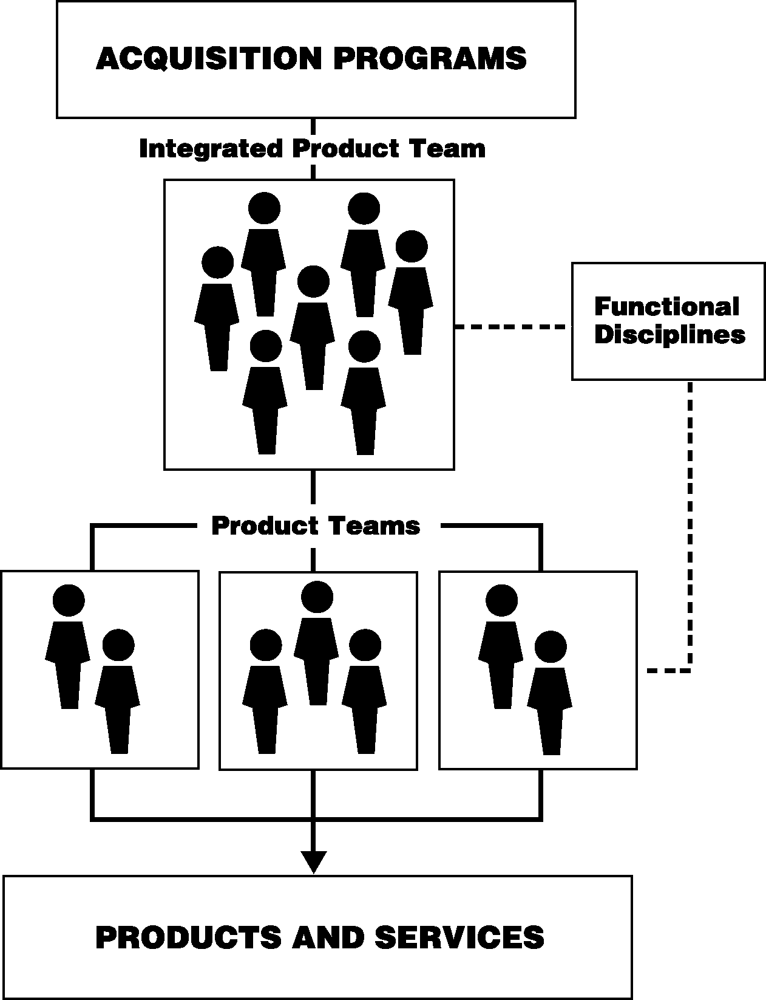 ACQUISITION PROGRAMS
Integrated Product Team
Functional
Disciplines
Product Teams
PRODUCTS AND SERVICES